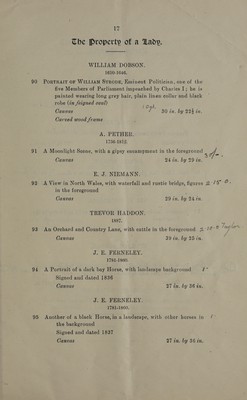 17
The Property of a Lady.
WILLIAM DOBSON.
1610-1646.
90 PORTRAIT OF WILLIAM STRODE, Eminent Politician, one of the
five Members of Parliament impeached by Charles I; he is
painted wearing long grey hair, plain linen collar and black
robe (in feigned oval)
Canvas 30 in. by 22½ in.
Carved wood frame
A. PETHER.
1756-1812.
91 A Moonlight Scene, with a gipsy encampment in the foreground
Canvas 24 in. by 29 in.
E. J. NIEMANN.
92 A View in North Wales, with waterfall and rustic bridge, figures
in the foreground
Canvas 29 in. by 24 in.
TREVOR HADDON.
1887.
93 An Orchard and Country Lane, with cattle in the foreground
Canvas 39 in. by 25 in.
J. E. FERNELEY.
1781-1860.
94 A Portrait of a dark bay Horse, with landscape background
Signed and dated 1836
Canvas 27 in. by 36 in.
J. E. FERNELEY.
1781-1860.
95 Another of a black Horse, in a landscape, with other horses in
the background
Signed and dated 1837
Canvas 27 in. by 35 in.